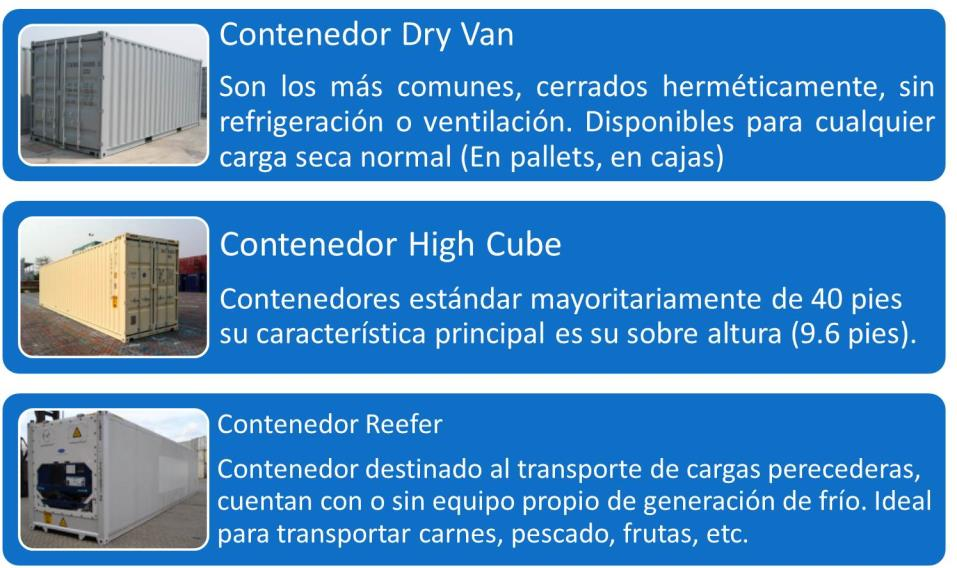 Contenedor Dry Van
Son los más comunes, cerrados herméticamente, sin
refrigeración o ventilación. Disponibles para cualquier
carga seca normal (En pallets, en cajas)
Contenedor High Cube
Contenedores estándar mayoritariamente de 40 pies
su característica principal es su sobre altura (9.6 pies).
Contenedor Reefer
Contenedor destinado al transporte de cargas perecederas,
cuentan con o sin equipo propio de generación de frío. Ideal
para transportar carnes, pescado, frutas, etc.